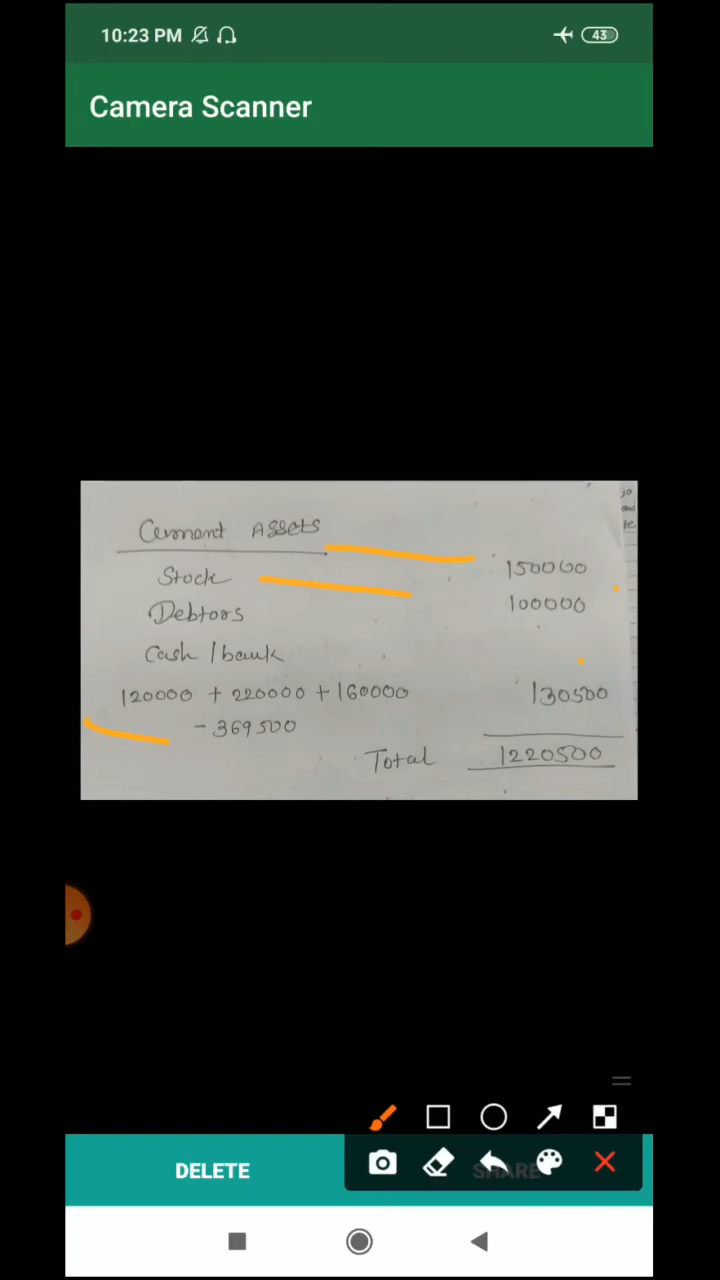 10:23 PM 43
Camera Scanner
Current Assets
Stock 150000
Debtors 100000
Cash / bank
120000 + 220000 + 160000 130500
- 369500
Total 1220500
DELETE
SHARE